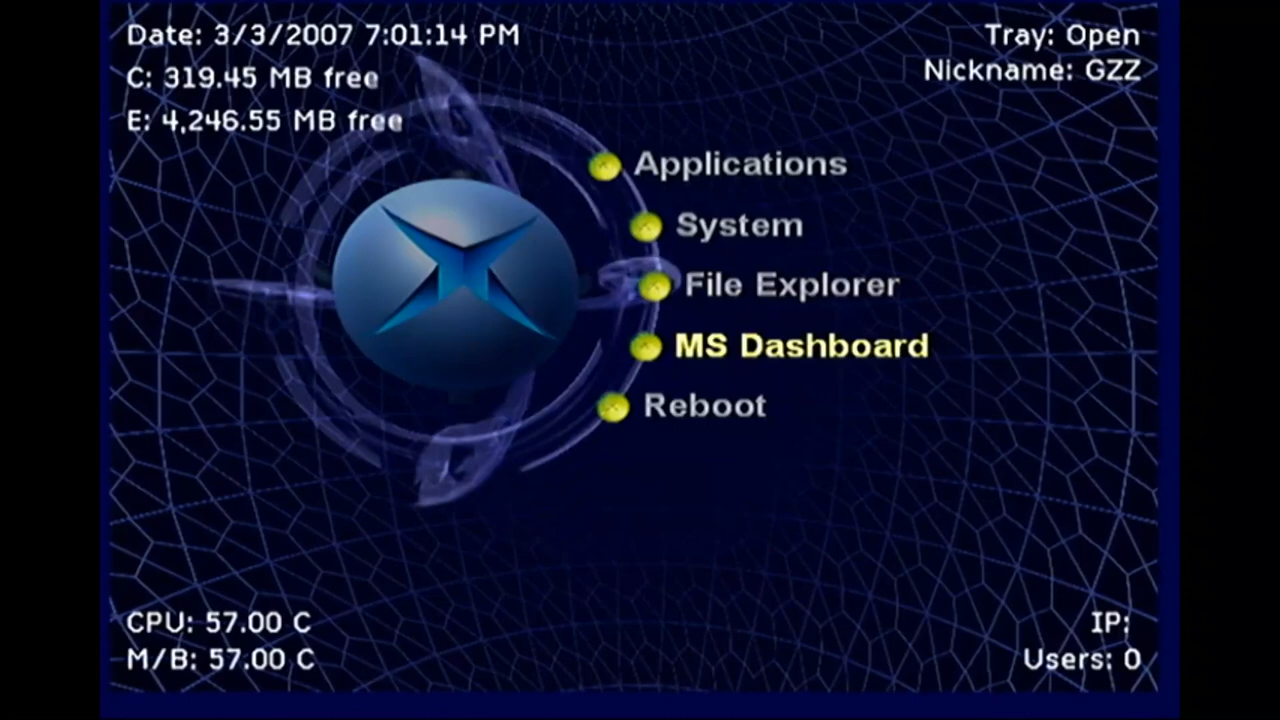 Date: 3/3/2007 7:01:14 PM
Tray: Open
C: 319.45 MB free
Nickname: GZZ
E: 4,246.55 MB free
Applications
System
File Explorer
MS Dashboard
Reboot
CPU: 57.00 C
IP:
M/B: 57.00 C
Users: 0